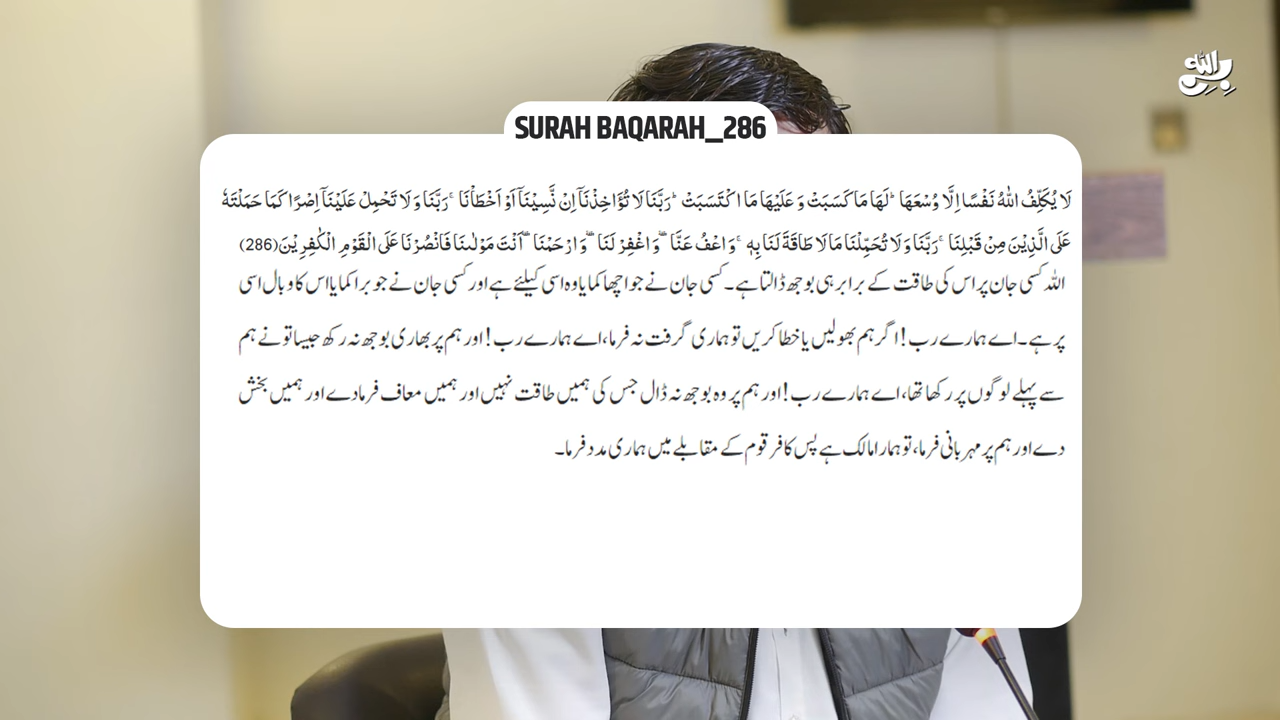 SURAH BAQARAH_286
لَا یُكَلِّفُ اللّٰهُ نَفْسًا اِلَّا وُسْعَهَاؕ-لَهَا مَا كَسَبَتْ وَ عَلَیْهَا مَا اكْتَسَبَتْؕ-رَبَّنَا لَا تُؤَاخِذْنَاۤ اِنْ نَّسِیْنَاۤ اَوْ اَخْطَاْنَاۚ-رَبَّنَا وَ لَا تَحْمِلْ عَلَیْنَاۤ اِصْرًا كَمَا حَمَلْتَهٗ
عَلَى الَّذِیْنَ مِنْ قَبْلِنَاۚ-رَبَّنَا وَ لَا تُحَمِّلْنَا مَا لَا طَاقَةَ لَنَا بِهٖۚ-وَ اعْفُ عَنَّاٙ-وَ اغْفِرْ لَنَاٙ-وَ ارْحَمْنَاٙ-اَنْتَ مَوْلٰىنَا فَانْصُرْنَا عَلَى الْقَوْمِ الْكٰفِرِیْنَ(286)
اللہ کسی جان پر اس کی طاقت کے برابر ہی بوجھ ڈالتا ہے۔ کسی جان نے جو اچھا کمایا وہ اسی کیلئے ہے اور کسی جان نے جو برا کمایا اس کا وبال اسی
پر ہے۔اے ہمارے رب! اگر ہم بھولیں یا خطا کریں تو ہماری گرفت نہ فرما،اے ہمارے رب! اور ہم پر بھاری بوجھ نہ رکھ جیسا تو نے ہم
سے پہلے لوگوں پر رکھا تھا، اے ہمارے رب! اور ہم پر وہ بوجھ نہ ڈال جس کی ہمیں طاقت نہیں اور ہمیں معاف فرمادے اور ہمیں بخش
دے اور ہم پر مہربانی فرما، تو ہمارا مالک ہے پس کافر قوم کے مقابلے میں ہماری مدد فرما۔
بسم اللہ